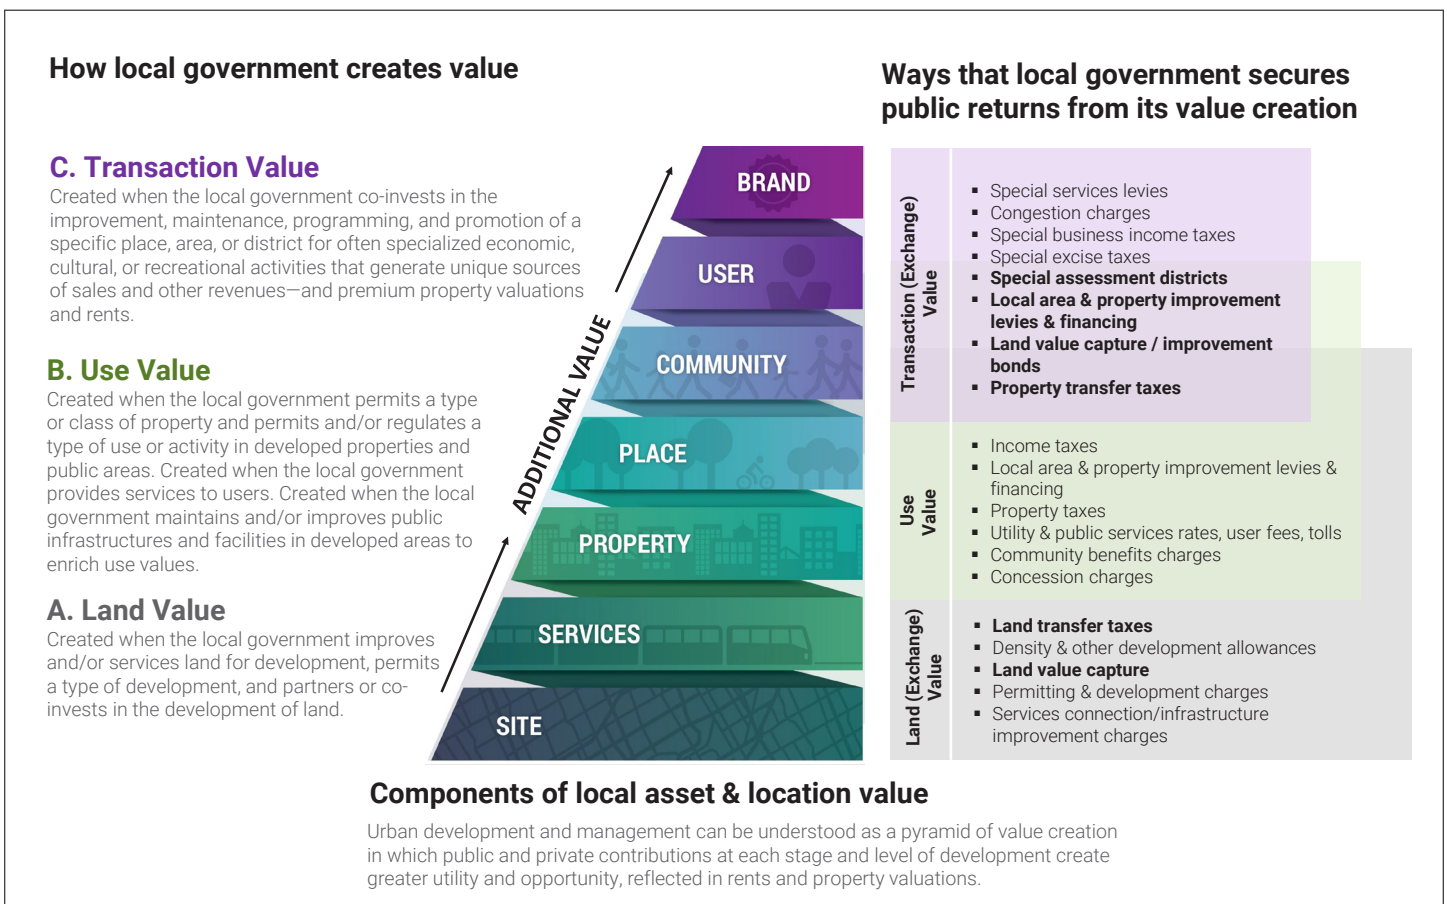 How local government creates value
C. Transaction Value
Created when the local government co-invests in the
improvement, maintenance, programming, and promotion of a
specific place, area, or district for often specialized economic,
cultural, or recreational activities that generate unique sources
of sales and other revenues—and premium property valuations
and rents.
B. Use Value
Created when the local government permits a type
or class of property and permits and/or regulates a
type of use or activity in developed properties and
public areas. Created when the local government
provides services to users. Created when the local
government maintains and/or improves public
infrastructures and facilities in developed areas to
enrich use values.
A. Land Value
Created when the local government improves
and/or services land for development, permits
a type of development, and partners or co-
invests in the development of land.
ADDITIONAL VALUE
BRAND
USER
COMMUNITY
PLACE
PROPERTY
SERVICES
SITE
Ways that local government secures
public returns from its value creation
Transaction (Exchange)
Value
▪ Special services levies
▪ Congestion charges
▪ Special business income taxes
▪ Special excise taxes
▪ Special assessment districts
▪ Local area & property improvement
levies & financing
▪ Land value capture / improvement
bonds
▪ Property transfer taxes
Use
Value
▪ Income taxes
▪ Local area & property improvement levies &
financing
▪ Property taxes
▪ Utility & public services rates, user fees, tolls
▪ Community benefits charges
▪ Concession charges
Land (Exchange)
Value
▪ Land transfer taxes
▪ Density & other development allowances
▪ Land value capture
▪ Permitting & development charges
▪ Services connection/infrastructure
improvement charges
Components of local asset & location value
Urban development and management can be understood as a pyramid of value creation
in which public and private contributions at each stage and level of development create
greater utility and opportunity, reflected in rents and property valuations.